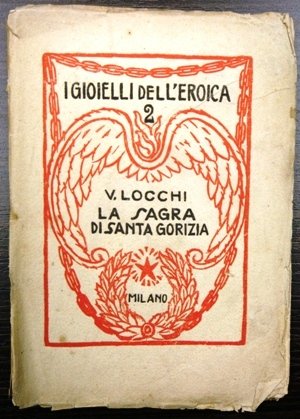 I GIOIELLI DELL'EROICA
2
V. LOCCHI
LA SAGRA
DI SANTA GORIZIA
MILANO